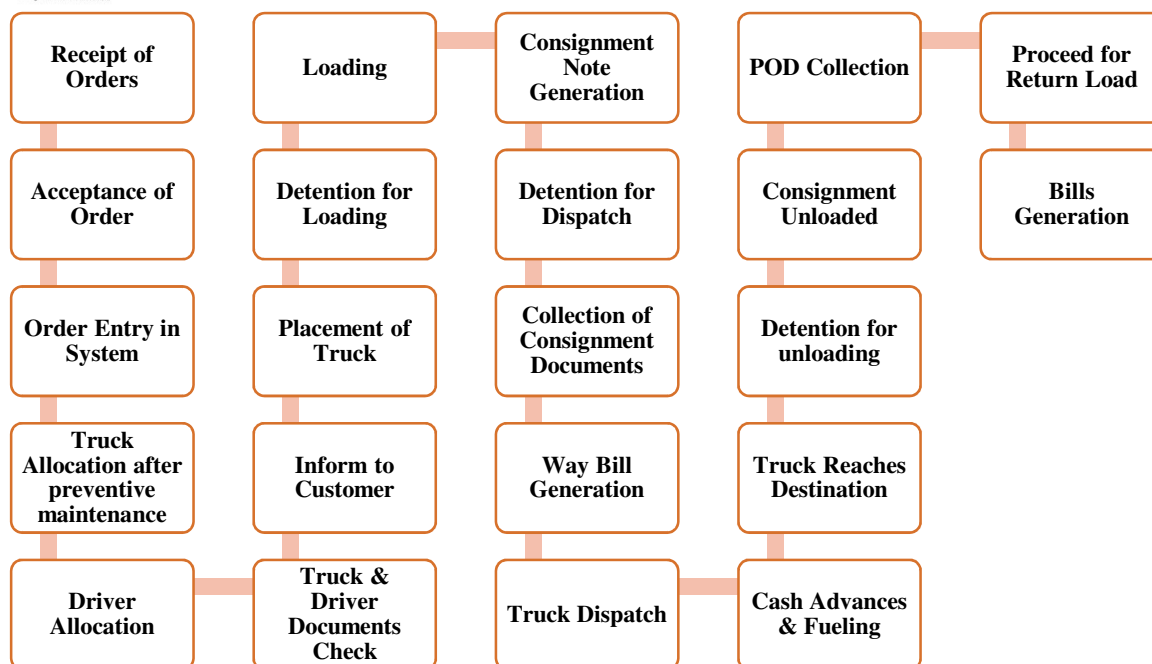 Receipt of
Orders
Acceptance of
Order
Order Entry in
System
Truck
Allocation after
preventive
maintenance
Driver
Allocation
Truck &
Driver
Documents
Check
Inform to
Customer
Placement of
Truck
Detention for
Loading
Loading
Consignment
Note
Generation
Detention for
Dispatch
Collection of
Consignment
Documents
Way Bill
Generation
Truck Dispatch
Cash Advances
& Fueling
Truck Reaches
Destination
Detention for
unloading
Consignment
Unloaded
POD Collection
Proceed for
Return Load
Bills
Generation